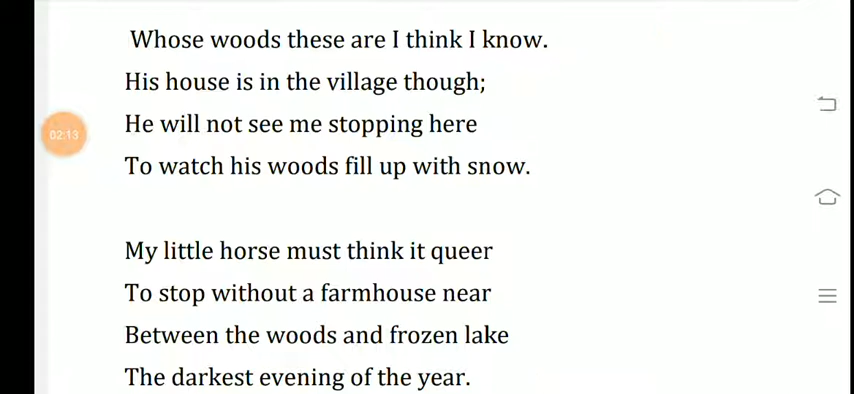 Whose woods these are I think I know.
His house is in the village though;
02:13
He will not see me stopping here
To watch his woods fill up with snow.
My little horse must think it queer
To stop without a farmhouse near
Between the woods and frozen lake
The darkest evening of the year.